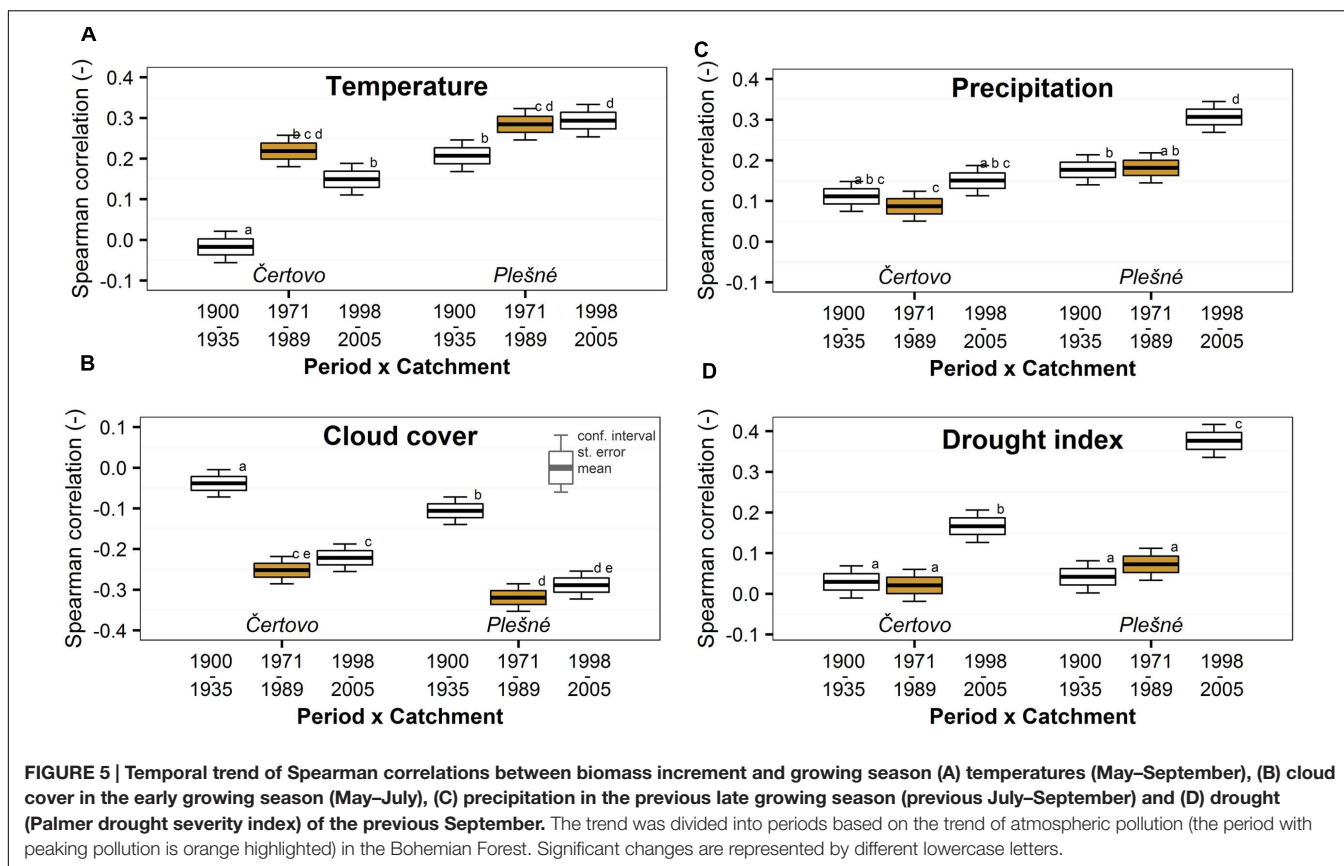 A
Temperature
Spearman correlation (-)
0.4
0.3
0.2
0.1
0.0
-0.1
a
b c d
b
b
c d
d
Čertovo
Plešné
1900 - 1935
1971 - 1989
1998 - 2005
1900 - 1935
1971 - 1989
1998 - 2005
Period x Catchment
B
Cloud cover
Spearman correlation (-)
0.1
0.0
-0.1
-0.2
-0.3
-0.4
conf. interval
st. error
mean
a
c e
c
b
d
d e
Čertovo
Plešné
1900 - 1935
1971 - 1989
1998 - 2005
1900 - 1935
1971 - 1989
1998 - 2005
Period x Catchment
C
Precipitation
Spearman correlation (-)
0.4
0.3
0.2
0.1
0.0
-0.1
a b c
c
a b c
b
a b
d
Čertovo
Plešné
1900 - 1935
1971 - 1989
1998 - 2005
1900 - 1935
1971 - 1989
1998 - 2005
Period x Catchment
D
Drought index
Spearman correlation (-)
0.4
0.3
0.2
0.1
0.0
-0.1
a
a
b
a
a
c
Čertovo
Plešné
1900 - 1935
1971 - 1989
1998 - 2005
1900 - 1935
1971 - 1989
1998 - 2005
Period x Catchment
FIGURE 5 | Temporal trend of Spearman correlations between biomass increment and growing season (A) temperatures (May–September), (B) cloud
cover in the early growing season (May–July), (C) precipitation in the previous late growing season (previous July–September) and (D) drought
(Palmer drought severity index) of the previous September. The trend was divided into periods based on the trend of atmospheric pollution (the period with
peaking pollution is orange highlighted) in the Bohemian Forest. Significant changes are represented by different lowercase letters.